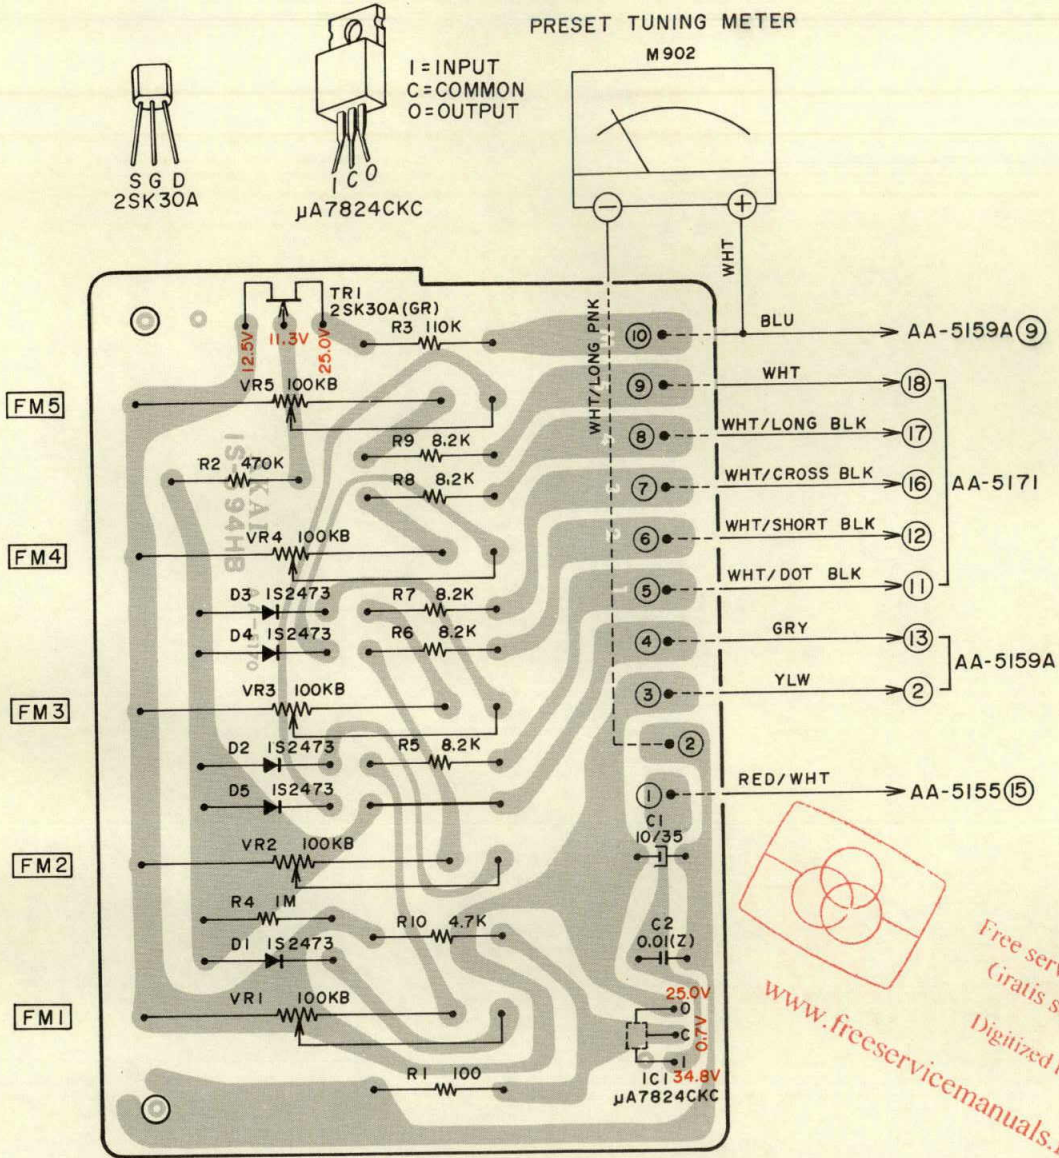 PRESET TUNING METER
M902
I=INPUT
C=COMMON
O=OUTPUT
S G D
2SK30A
I C O
μA7824CKC
WHT
WHT/LONG PNK
TR1
2SK30A(GR)
12.5V
11.3V
25.0V
R3 110K
10
BLU
AA-5159A 9
FM5
VR5 100KB
9
WHT
18
R9 8.2K
8
WHT/LONG BLK
17
R2 470K
R8 8.2K
7
WHT/CROSS BLK
16
AA-5171
AKAI
AA-5170
6
WHT/SHORT BLK
12
FM4
VR4 100KB
5
WHT/DOT BLK
11
D3 1S2473
R7 8.2K
D4 1S2473
R6 8.2K
4
GRY
13
AA-5159A
FM3
VR3 100KB
3
YLW
2
D2 1S2473
R5 8.2K
2
D5 1S2473
1
RED/WHT
AA-5155 15
C1
10/35
FM2
VR2 100KB
R4 1M
R10 4.7K
C2
0.01(Z)
D1 1S2473
FM1
VR1 100KB
25.0V
O
C
0.7V
I
R1 100
IC1 34.8V
μA7824CKC
Free serv
Gratis s
Digitized
www.freeservicemanuals.